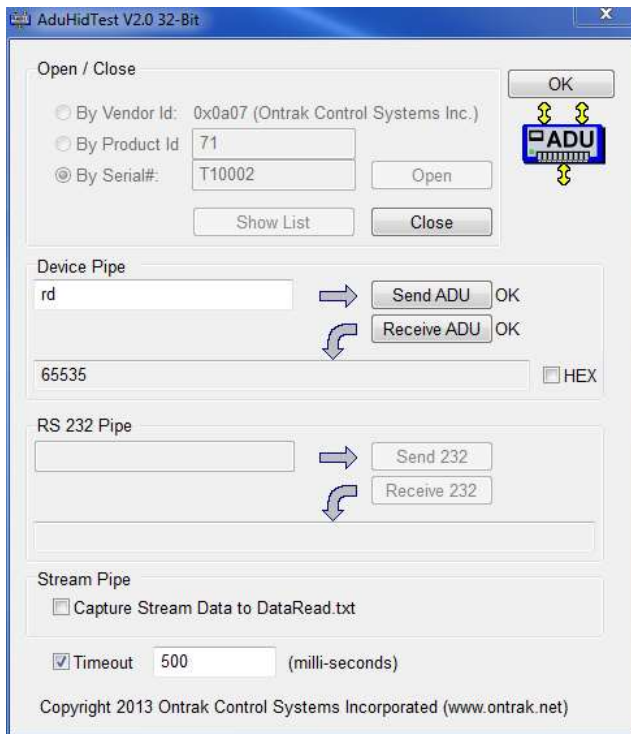 AduHidTest V2.0 32-Bit
x
Open / Close
OK
By Vendor Id: 0x0a07 (Ontrak Control Systems Inc.)
ADU
By Product Id 71
By Serial#: T10002 Open
Show List Close
Device Pipe
rd Send ADU OK
Receive ADU OK
65535 HEX
RS 232 Pipe
Send 232
Receive 232
Stream Pipe
Capture Stream Data to DataRead.txt
Timeout 500 (milli-seconds)
Copyright 2013 Ontrak Control Systems Incorporated (www.ontrak.net)